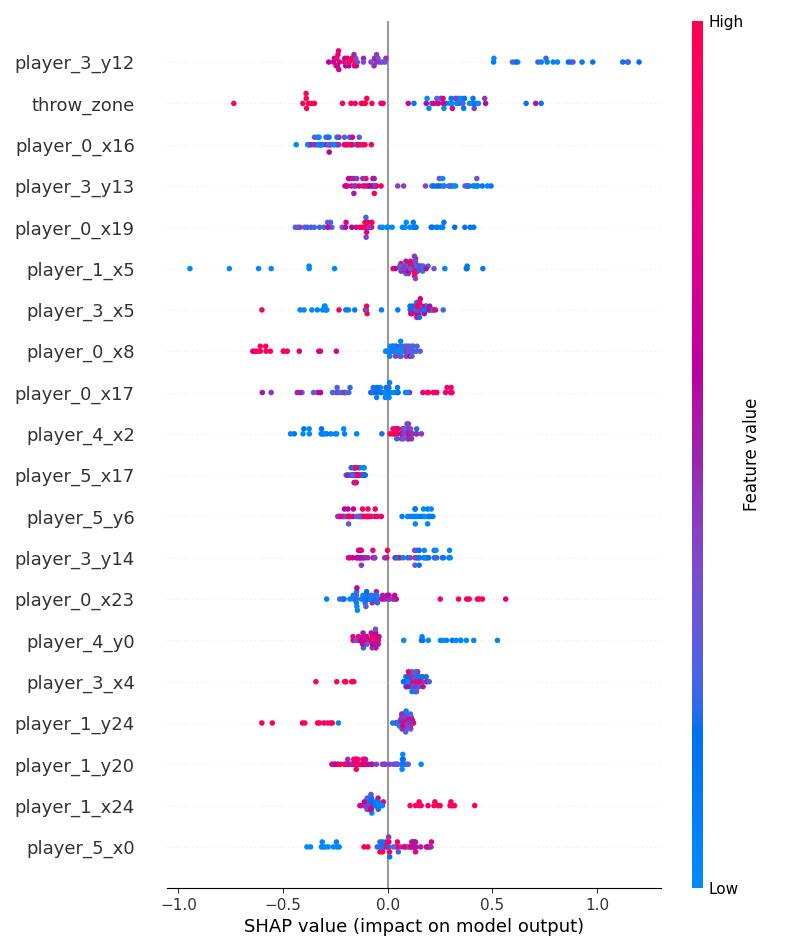 High
player_3_y12
throw_zone
player_0_x16
player_3_y13
player_0_x19
player_1_x5
player_3_x5
player_0_x8
player_0_x17
player_4_x2
player_5_x17
player_5_y6
player_3_y14
player_0_x23
player_4_y0
player_3_x4
player_1_y24
player_1_y20
player_1_x24
player_5_x0
Feature value
Low
−1.0 −0.5 0.0 0.5 1.0
SHAP value (impact on model output)